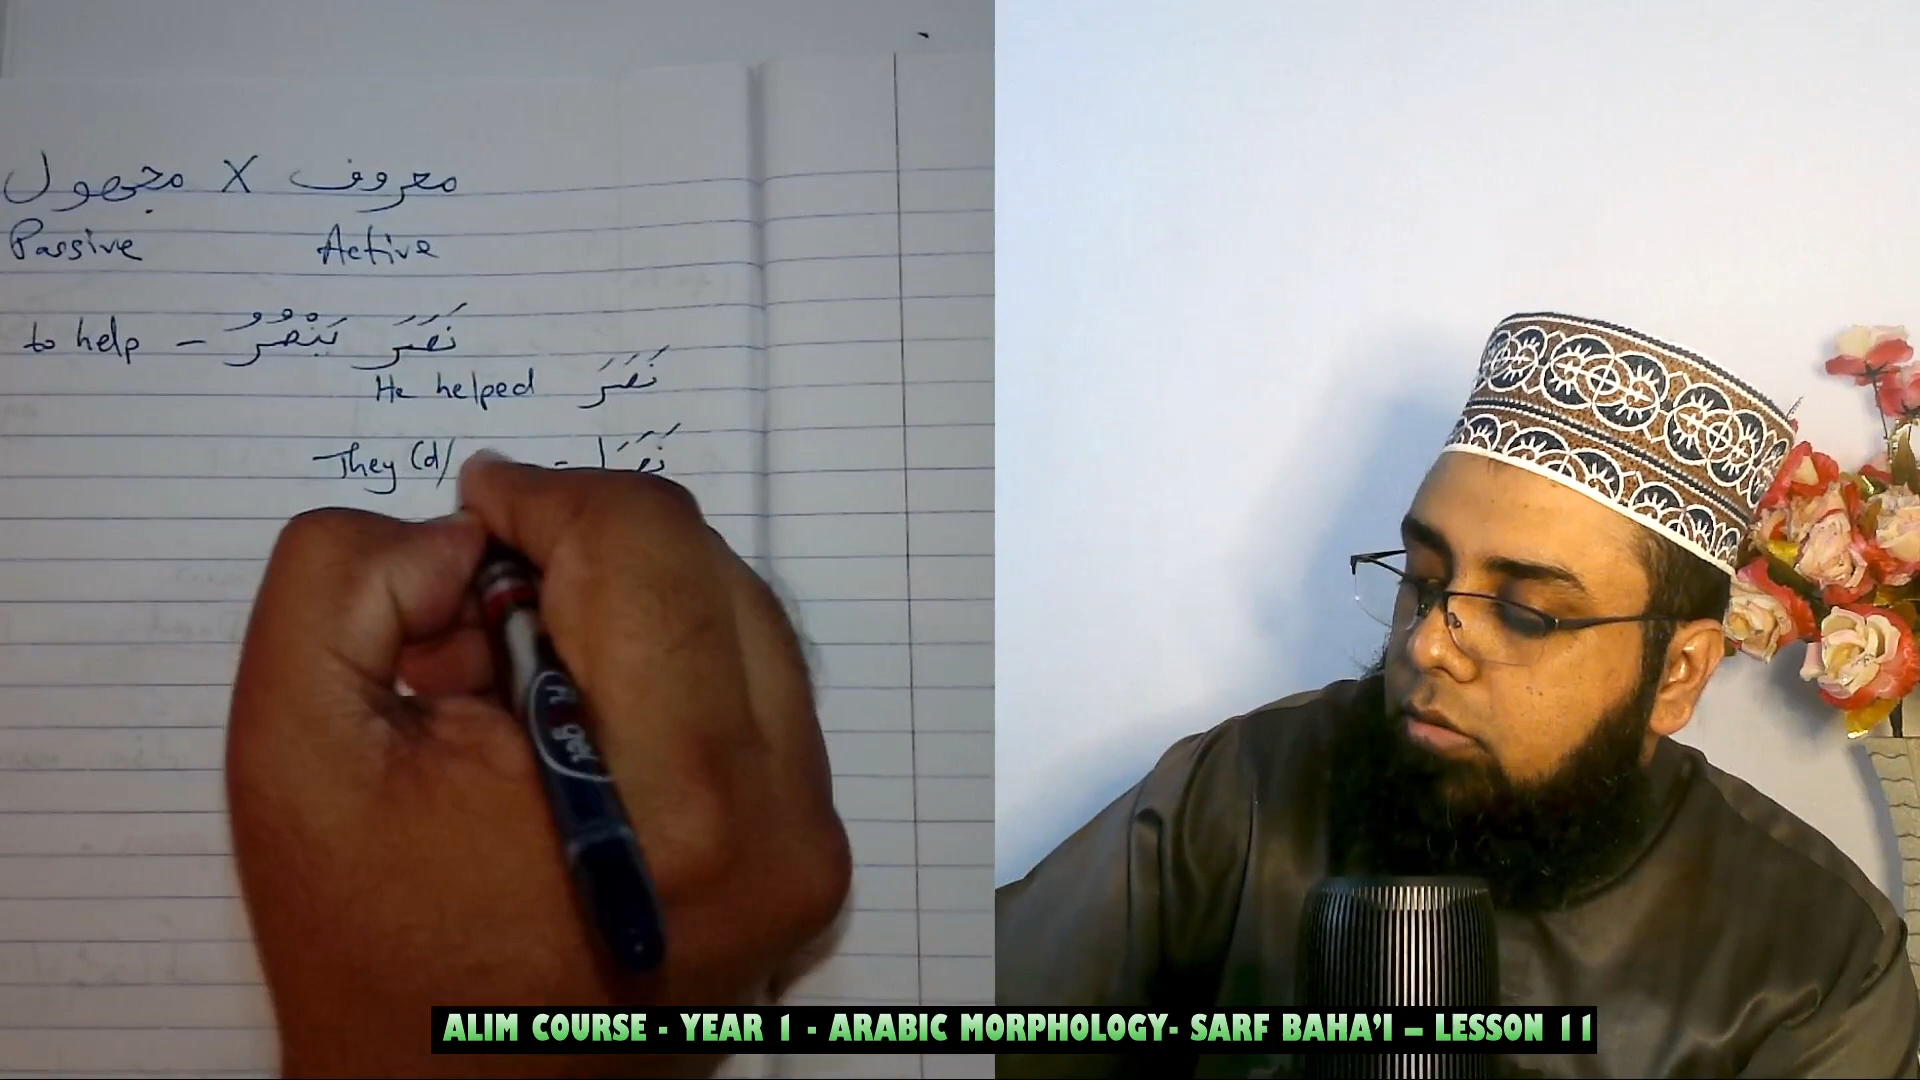 معروف X مجهول
Passive Active
نَصَرَ يَنْصُرُ - to help
He helped نَصَرَ
They (d/ - نَصَرَا
gel
ALIM COURSE - YEAR 1 - ARABIC MORPHOLOGY- SARF BAHA'I – LESSON 11